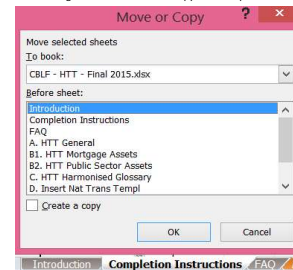 Move or Copy
?
Move selected sheets
To book:
CBLF - HTT - Final 2015.xlsx
Before sheet:
Introduction
Completion Instructions
FAQ
A. HTT General
B1. HTT Mortgage Assets
B2. HTT Public Sector Assets
C. HTT Harmonised Glossary
D. Insert Nat Trans Templ
Create a copy
OK Cancel
Introduction Completion Instructions FAQ